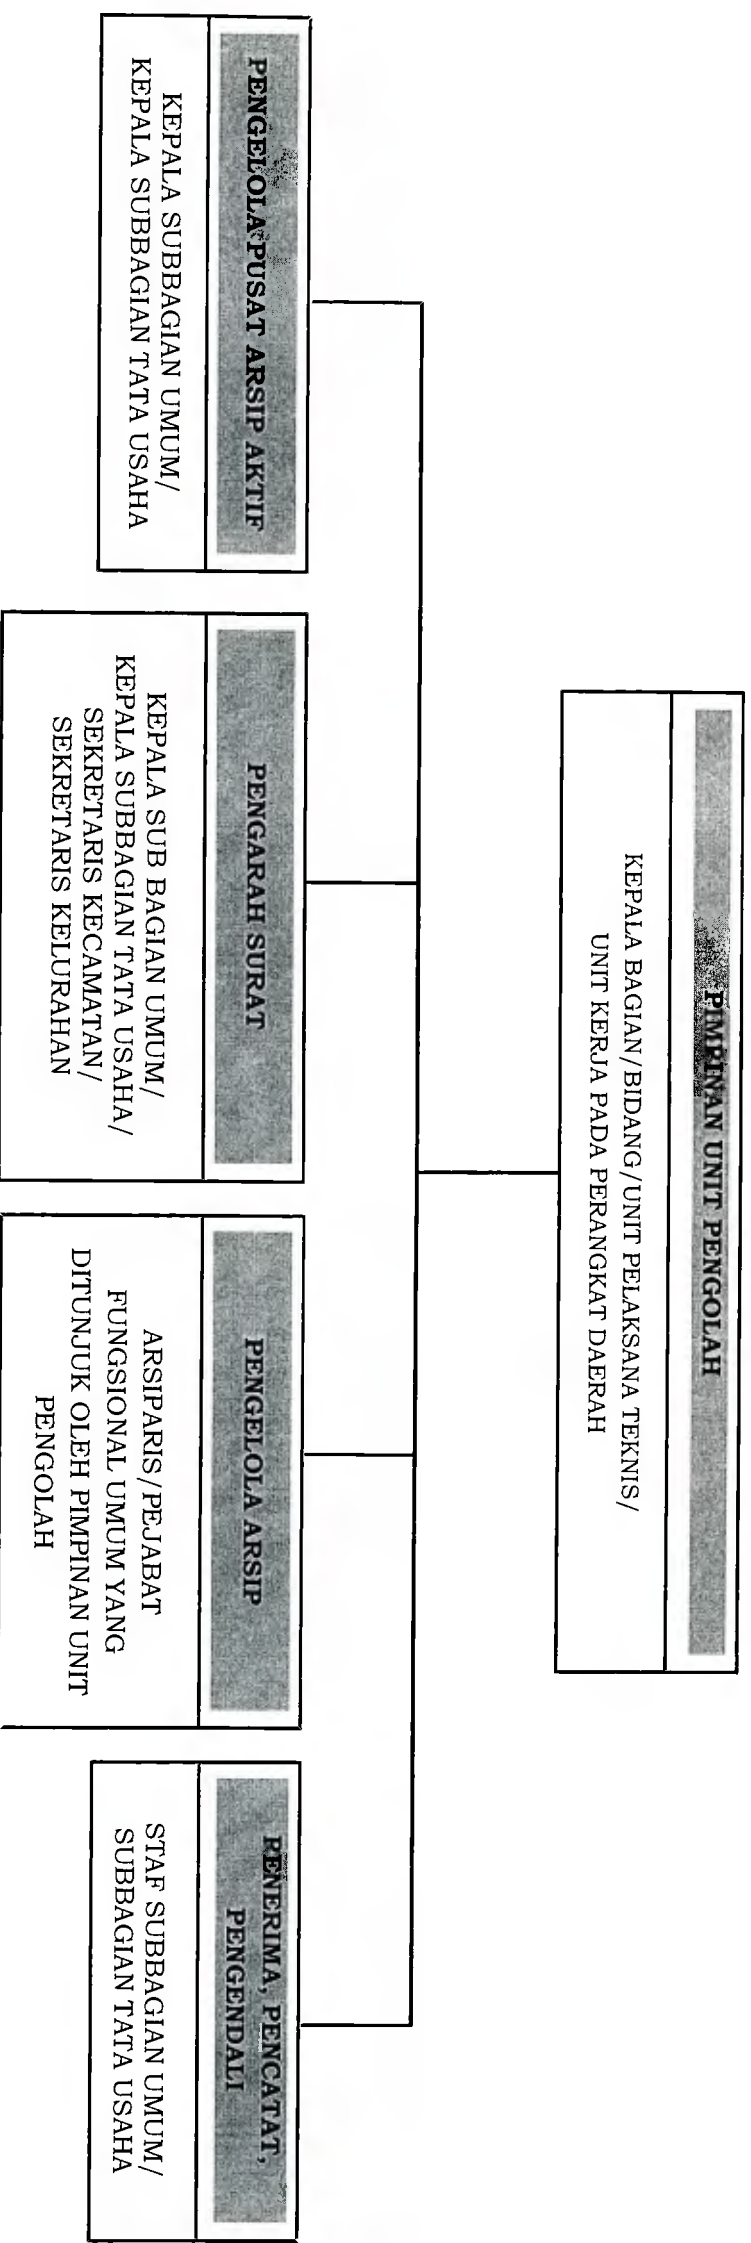 PIMPINAN UNIT PENGOLAH
KEPALA BAGIAN/BIDANG/UNIT PELAKSANA TEKNIS/
UNIT KERJA PADA PERANGKAT DAERAH
PENGELOLA PUSAT ARSIP AKTIF
KEPALA SUBBAGIAN UMUM/
KEPALA SUBBAGIAN TATA USAHA
PENGARAH SURAT
KEPALA SUB BAGIAN UMUM/
KEPALA SUBBAGIAN TATA USAHA/
SEKRETARIS KECAMATAN/
SEKRETARIS KELURAHAN
PENGELOLA ARSIP
ARSIPARIS/PEJABAT
FUNGSIONAL UMUM YANG
DITUNJUK OLEH PIMPINAN UNIT
PENGOLAH
PENERIMA, PENCATAT,
PENGENDALI
STAF SUBBAGIAN UMUM/
SUBBAGIAN TATA USAHA